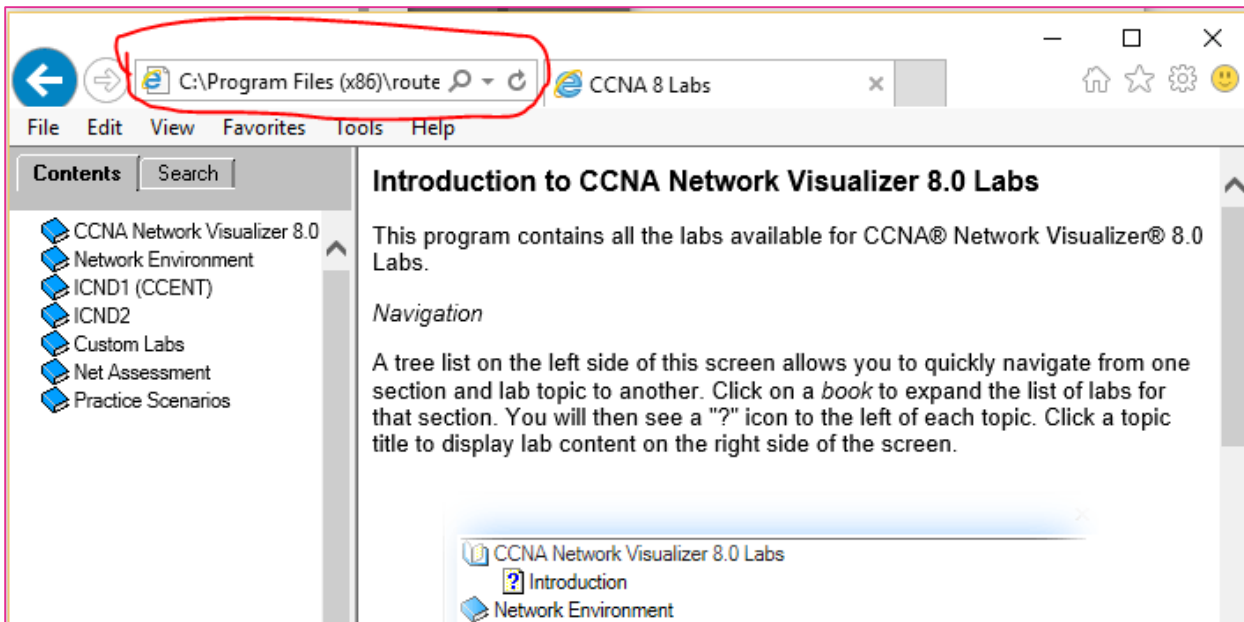 C:\Program Files (x86)\route
CCNA 8 Labs
File Edit View Favorites Tools Help
Contents Search
CCNA Network Visualizer 8.0
Network Environment
ICND1 (CCENT)
ICND2
Custom Labs
Net Assessment
Practice Scenarios
Introduction to CCNA Network Visualizer 8.0 Labs
This program contains all the labs available for CCNA® Network Visualizer® 8.0
Labs.
Navigation
A tree list on the left side of this screen allows you to quickly navigate from one
section and lab topic to another. Click on a book to expand the list of labs for
that section. You will then see a "?" icon to the left of each topic. Click a topic
title to display lab content on the right side of the screen.
CCNA Network Visualizer 8.0 Labs
? Introduction
Network Environment